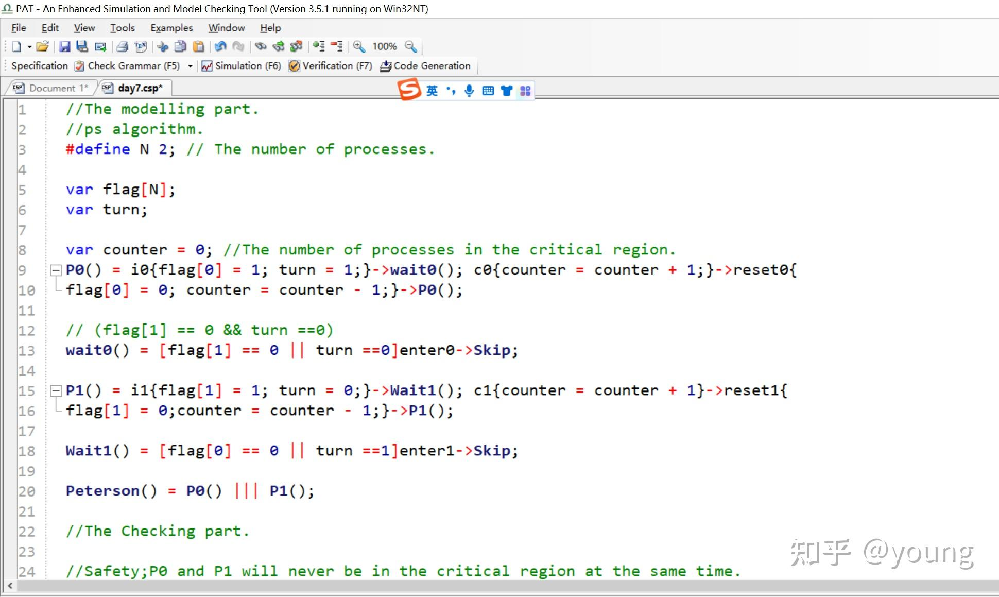 PAT - An Enhanced Simulation and Model Checking Tool (Version 3.5.1 running on Win32NT)
File Edit View Tools Examples Window Help
100%
Specification Check Grammar (F5) Simulation (F6) Verification (F7) Code Generation
CSP Document 1* CSP day7.csp*
S 英 ·,
1 //The modelling part.
2 //ps algorithm.
3 #define N 2; // The number of processes.
4
5 var flag[N];
6 var turn;
7
8 var counter = 0; //The number of processes in the critical region.
9 P0() = i0{flag[0] = 1; turn = 1;}->wait0(); c0{counter = counter + 1;}->reset0{
10 flag[0] = 0; counter = counter - 1;}->P0();
11
12 // (flag[1] == 0 && turn ==0)
13 wait0() = [flag[1] == 0 || turn ==0]enter0->Skip;
14
15 P1() = i1{flag[1] = 1; turn = 0;}->Wait1(); c1{counter = counter + 1}->reset1{
16 flag[1] = 0;counter = counter - 1;}->P1();
17
18 Wait1() = [flag[0] == 0 || turn ==1]enter1->Skip;
19
20 Peterson() = P0() ||| P1();
21
22 //The Checking part.
23
24 //Safety;P0 and P1 will never be in the critical region at the same time.
知乎 @young